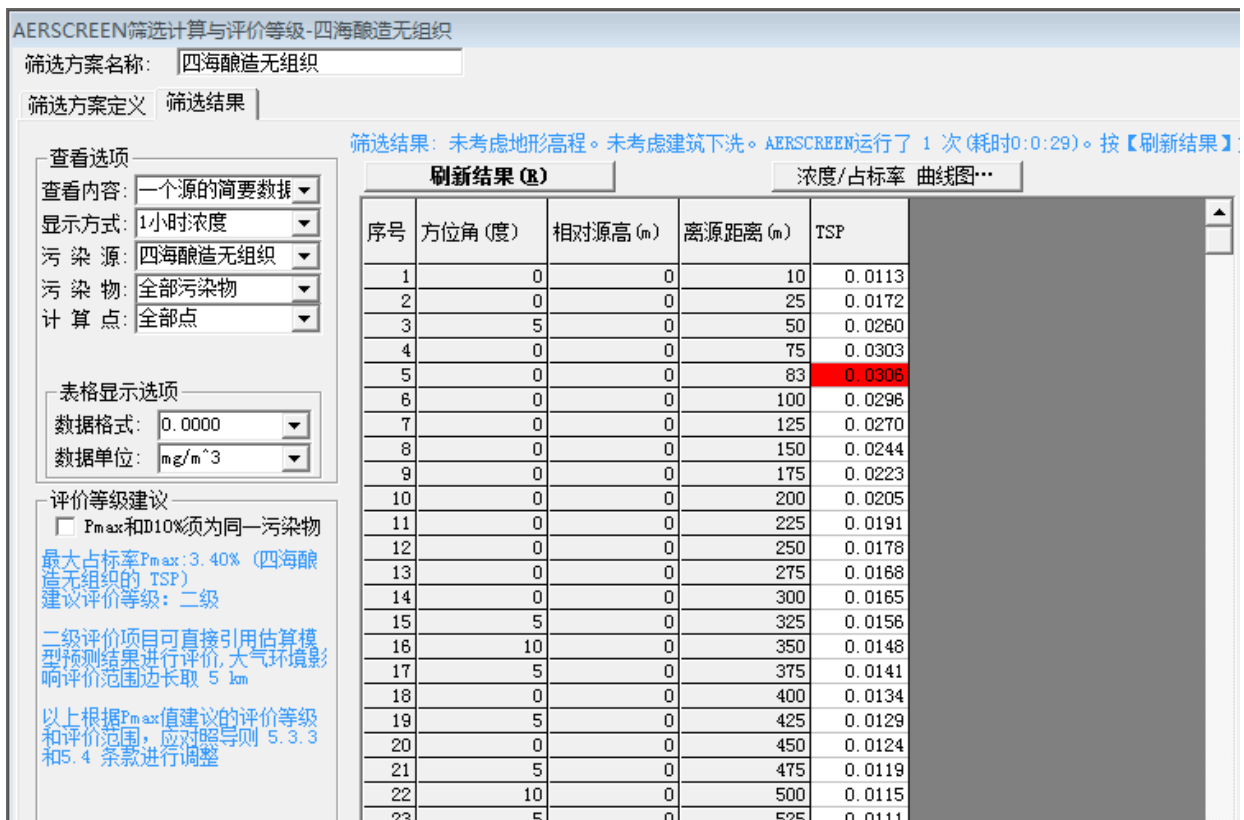 AERSCREEN筛选计算与评价等级-四海酿造无组织
筛选方案名称: 四海酿造无组织
筛选方案定义 筛选结果
筛选结果: 未考虑地形高程。未考虑建筑下洗。AERSCREEN运行了 1 次(耗时0:0:29)。按【刷新结果】
查看选项
查看内容: 一个源的简要数据
显示方式: 1小时浓度
污 染 源: 四海酿造无组织
污 染 物: 全部污染物
计 算 点: 全部点
表格显示选项
数据格式: 0.0000
数据单位: mg/m^3
评价等级建议
Pmax和D10%须为同一污染物
最大占标率Pmax:3.40% (四海酿
造无组织的 TSP)
建议评价等级: 二级
二级评价项目可直接引用估算模
型预测结果进行评价,大气环境影
响评价范围边长取 5 km
以上根据Pmax值建议的评价等级
和评价范围,应对照导则 5.3.3
和5.4 条款进行调整
刷新结果(R) 浓度/占标率 曲线图…
序号 方位角(度) 相对源高(m) 离源距离(m) TSP
1 0 0 10 0.0113
2 0 0 25 0.0172
3 5 0 50 0.0260
4 0 0 75 0.0303
5 0 0 83 0.0306
6 0 0 100 0.0296
7 0 0 125 0.0270
8 0 0 150 0.0244
9 0 0 175 0.0223
10 0 0 200 0.0205
11 0 0 225 0.0191
12 0 0 250 0.0178
13 0 0 275 0.0168
14 0 0 300 0.0165
15 5 0 325 0.0156
16 10 0 350 0.0148
17 5 0 375 0.0141
18 0 0 400 0.0134
19 5 0 425 0.0129
20 0 0 450 0.0124
21 5 0 475 0.0119
22 10 0 500 0.0115
23 5 0 525 0.0111